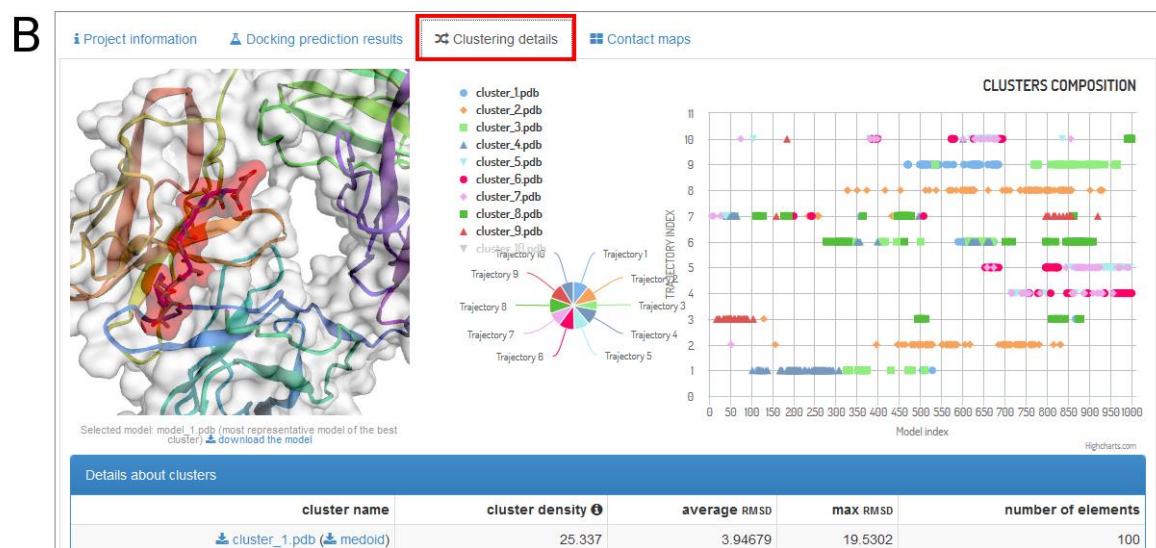 B
Project information
Docking prediction results
Clustering details
Contact maps
cluster_1.pdb
cluster_2.pdb
cluster_3.pdb
cluster_4.pdb
cluster_5.pdb
cluster_6.pdb
cluster_7.pdb
cluster_8.pdb
cluster_9.pdb
cluster_10.pdb
Trajectory 10
Trajectory 1
Trajectory 9
Trajectory 2
Trajectory 8
Trajectory 3
Trajectory 7
Trajectory 4
Trajectory 6
Trajectory 5
CLUSTERS COMPOSITION
TRAJECTORY INDEX
11
10
9
8
7
6
5
4
3
2
1
0
0 50 100 150 200 250 300 350 400 450 500 550 600 650 700 750 800 850 900 950 1000
Model index
Highcharts.com
Selected model: model_1.pdb (most representative model of the best
cluster) download the model
Details about clusters
cluster name cluster density average RMSD max RMSD number of elements
cluster_1.pdb (medoid) 25.337 3.94679 19.5302 100